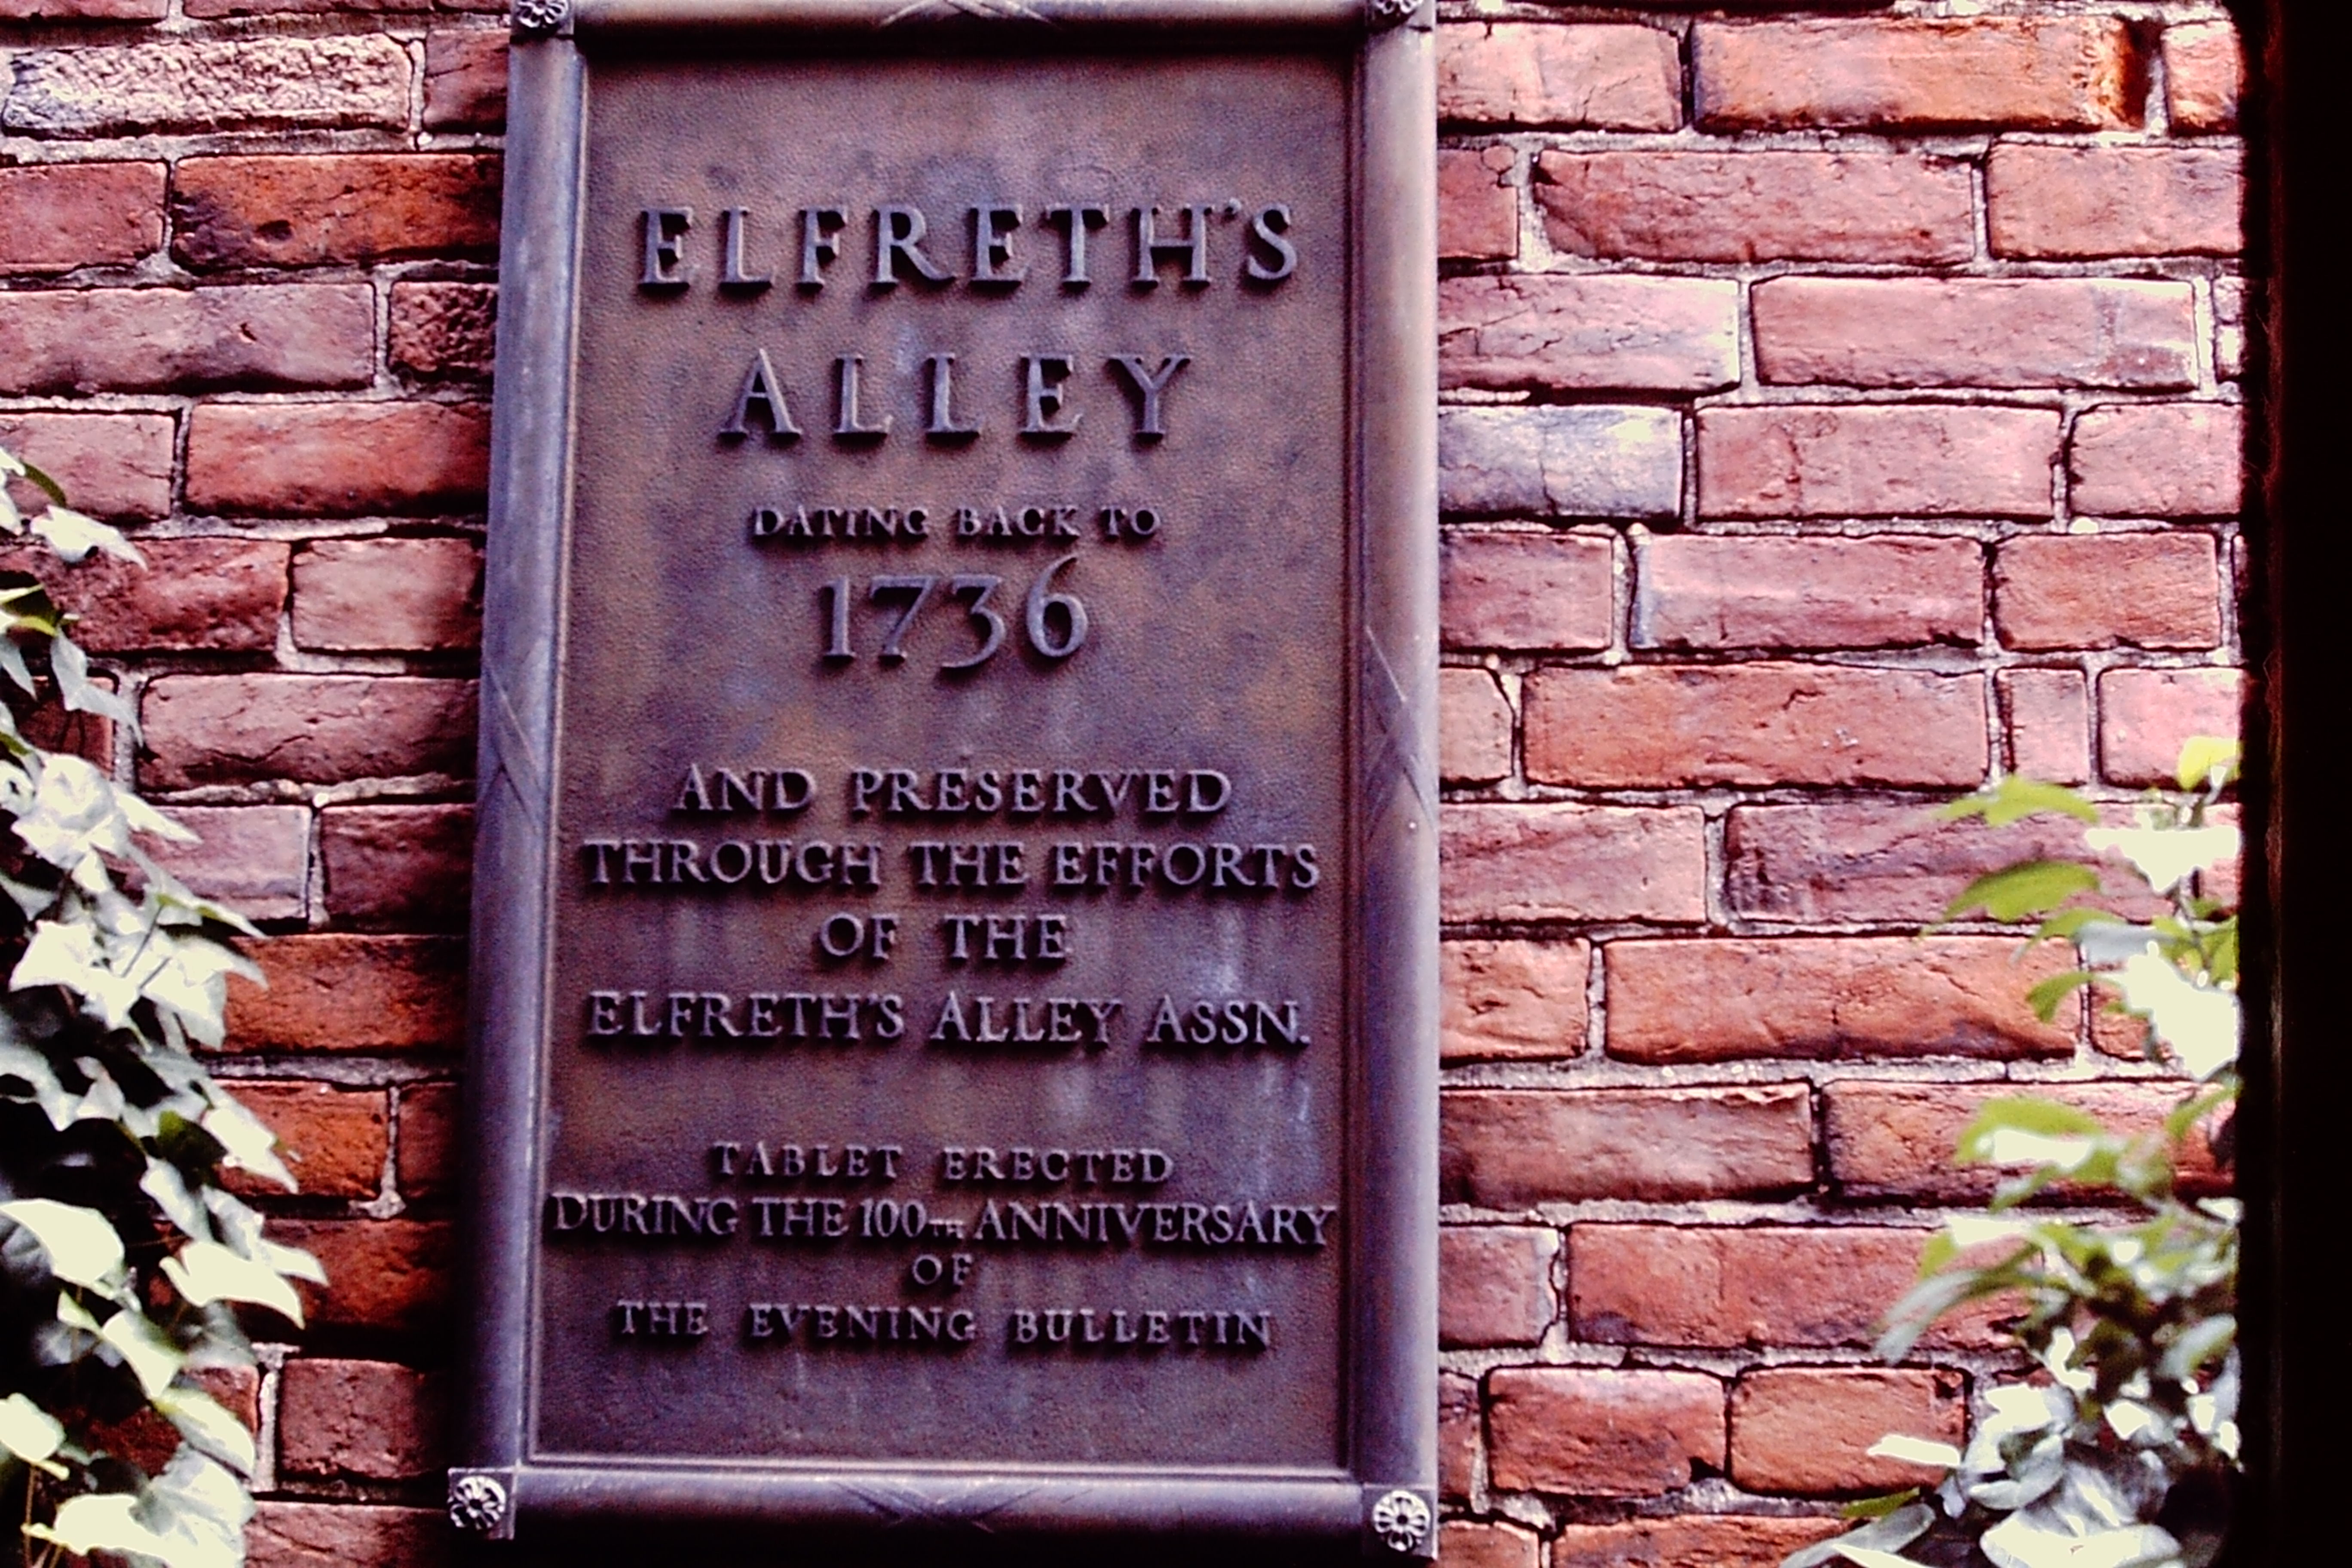 ELFRETH'S
ALLEY
DATING BACK TO
1736
AND PRESERVED
THROUGH THE EFFORTS
OF THE
ELFRETH'S ALLEY ASSN.
TABLET ERECTED
DURING THE 100TH ANNIVERSARY
OF
THE EVENING BULLETIN